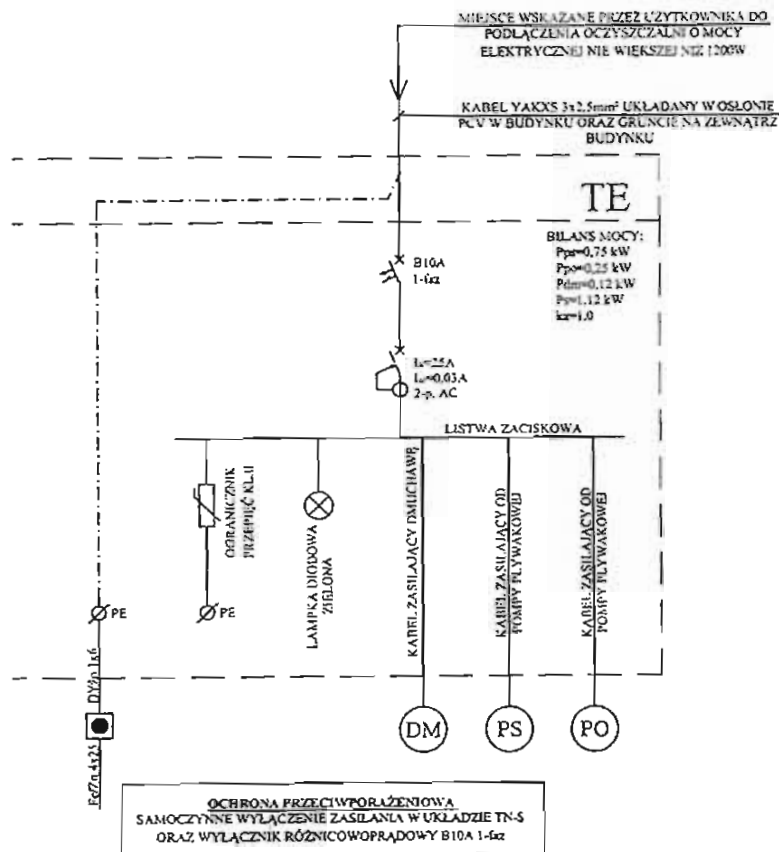 MIEJSCE WSKAZANE PRZEZ UZYTKOWNIKA DO
PODŁĄCZENIA OCZYSZCZALNI O MOCY
ELEKTRYCZNEJ NIE WIĘKSZEJ NIZ 1200W
KABEL YAKXS 3x2,5mm² UKŁADANY W OSŁONIE
PCV W BUDYNKU ORAZ GRUNCIE NA ZEWNĄTRZ
BUDYNKU
TE
BILANS MOCY:
Pps=0,75 kW
Ppo=0,25 kW
Pdm=0,12 kW
Ps=1,12 kW
kz=1,0
B10A
1-faz
=25A
=0,03A
2-p. AC
LISTWA ZACISKOWA
OGRANICZNIK
PRZEPIĘĆ KL.II
LAMPKA DIODOWA
ZIELONA
KABEL ZASILAJĄCY DMUCHAWĘ
KABEL ZASILAJĄCY OD
POMPY PŁYWAKOWEJ
KABEL ZASILAJĄCY OD
POMPY PŁYWAKOWEJ
PE
PE
DYżo 1x6
Fe/Zn 4x25
DM
PS
PO
OCHRONA PRZECIWPORAŻENIOWA
SAMOCZYNNE WYŁĄCZENIE ZASILANIA W UKŁADZIE TN-S
ORAZ WYŁĄCZNIK RÓŻNICOWOPRĄDOWY B10A 1-faz